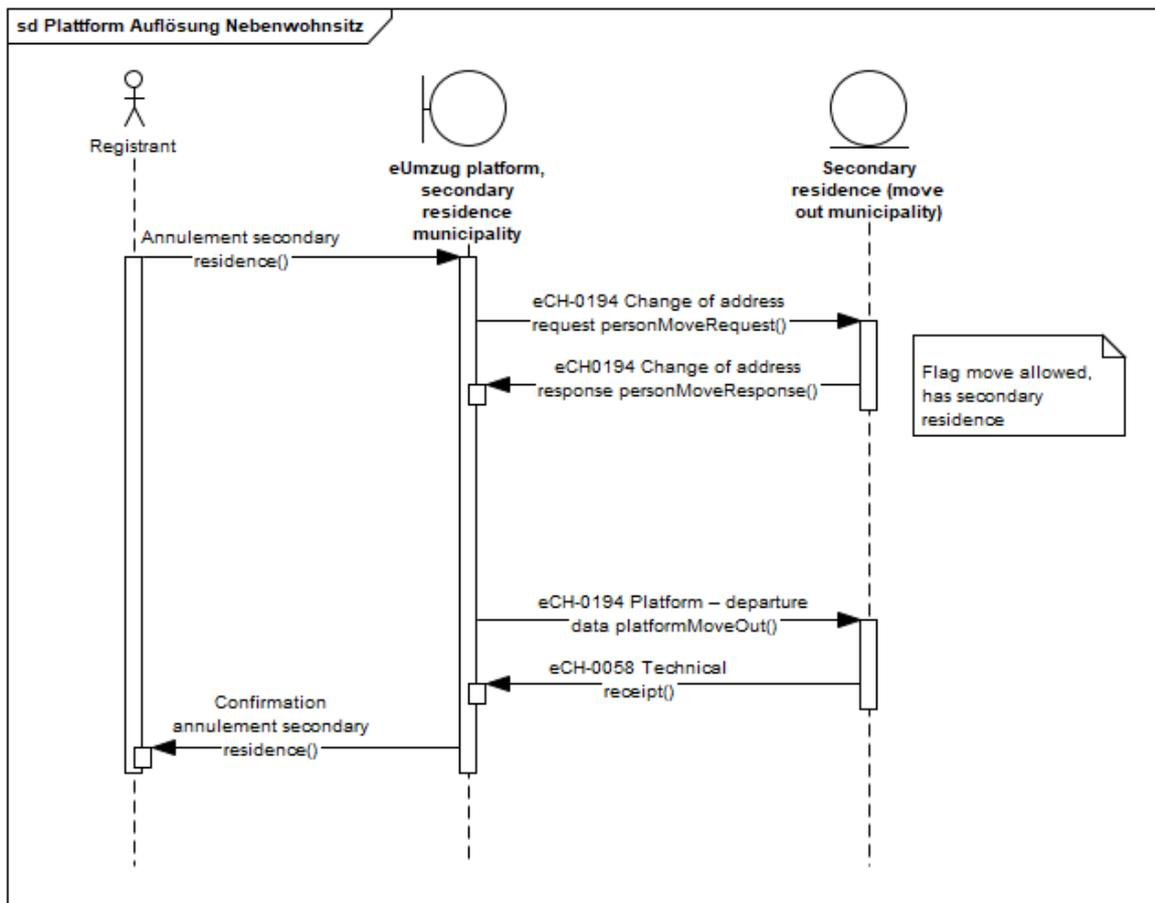 sd Plattform Auflösung Nebenwohnsitz
Registrant
eUmzug platform,
secondary
residence
municipality
Secondary
residence (move
out municipality)
Annulement secondary
residence()
eCH-0194 Change of address
request personMoveRequest()
eCH0194 Change of address
response personMoveResponse()
Flag move allowed,
has secondary
residence
eCH-0194 Platform – departure
data platformMoveOut()
eCH-0058 Technical
receipt()
Confirmation
annulement secondary
residence()